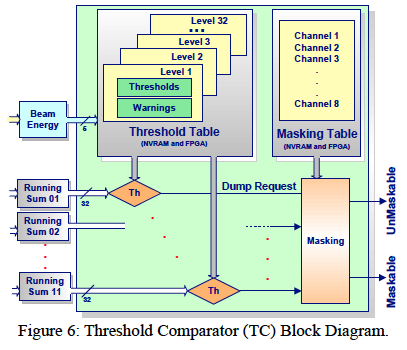 Level 32
...
Level 3
Level 2
Level 1
Thresholds
Warnings
Threshold Table
(NVRAM and FPGA)
Channel 1
Channel 2
Channel 3
.
.
.
Channel 8
Masking Table
(NVRAM and FPGA)
Beam
Energy
6
Running
Sum 01
32
Th
Dump Request
Running
Sum 02
Masking
UnMaskable
Maskable
Running
Sum 11
32
Th
Figure 6: Threshold Comparator (TC) Block Diagram.